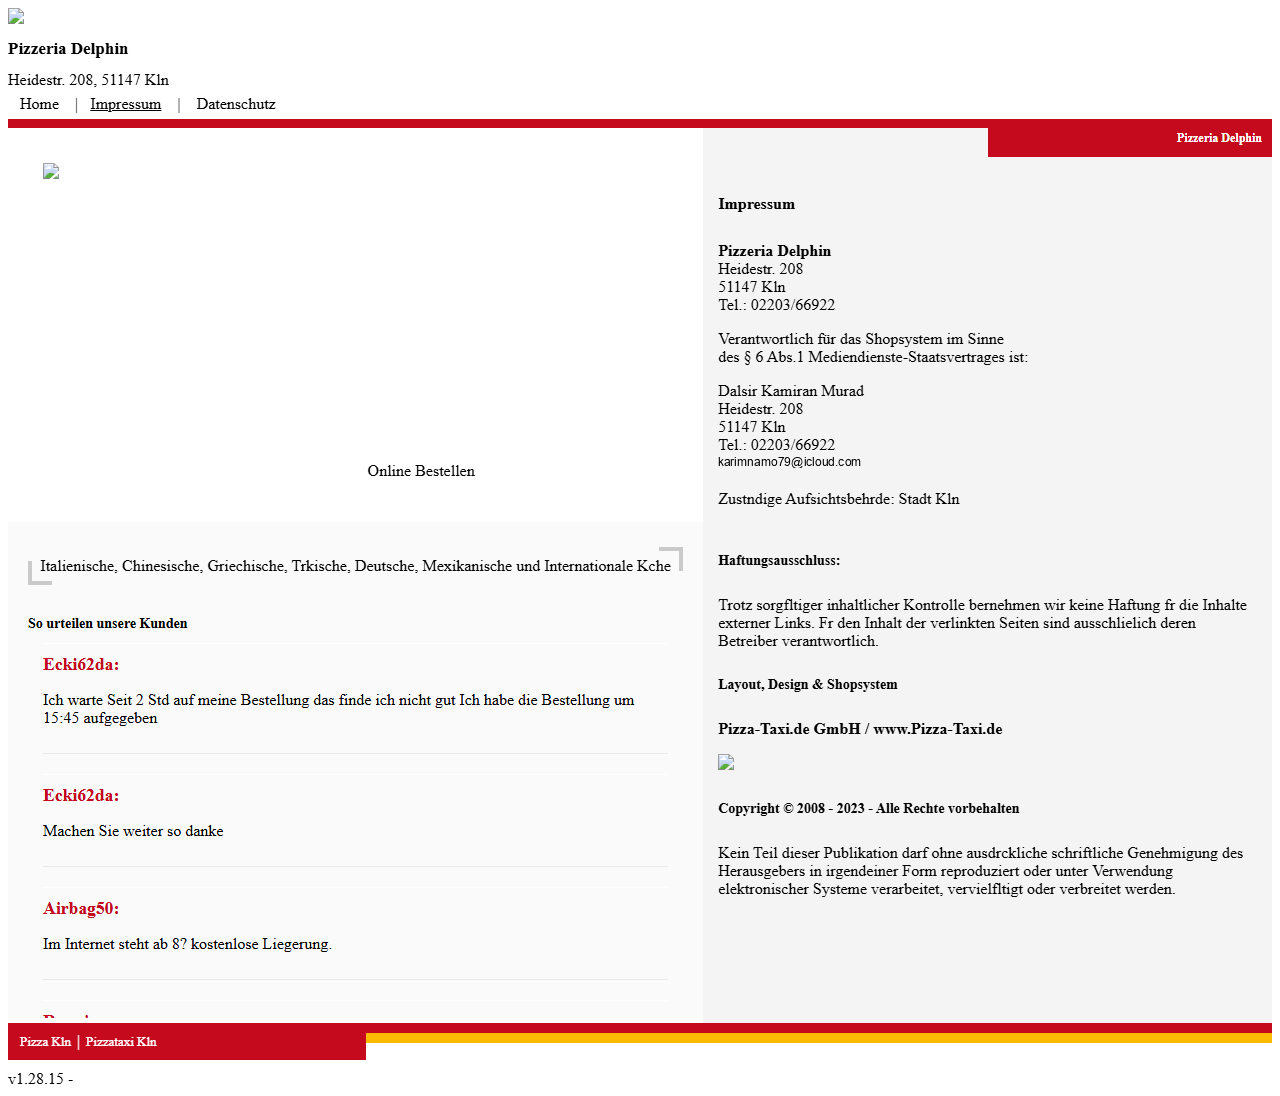 Pizzeria Delphin
Heidestr. 208, 51147 Kln
Home | Impressum | Datenschutz
Pizzeria Delphin
Online Bestellen
Italienische, Chinesische, Griechische, Trkische, Deutsche, Mexikanische und Internationale Kche
So urteilen unsere Kunden
Ecki62da:
Ich warte Seit 2 Std auf meine Bestellung das finde ich nicht gut Ich habe die Bestellung um
15:45 aufgegeben
Ecki62da:
Machen Sie weiter so danke
Airbag50:
Im Internet steht ab 8? kostenlose Liegerung.
Impressum
Pizzeria Delphin
Heidestr. 208
51147 Kln
Tel.: 02203/66922
Verantwortlich für das Shopsystem im Sinne
des § 6 Abs.1 Mediendienste-Staatsvertrages ist:
Dalsir Kamiran Murad
Heidestr. 208
51147 Kln
Tel.: 02203/66922
karimnamo79@icloud.com
Zustndige Aufsichtsbehrde: Stadt Kln
Haftungsausschluss:
Trotz sorgfltiger inhaltlicher Kontrolle bernehmen wir keine Haftung fr die Inhalte
externer Links. Fr den Inhalt der verlinkten Seiten sind ausschlielich deren
Betreiber verantwortlich.
Layout, Design & Shopsystem
Pizza-Taxi.de GmbH / www.Pizza-Taxi.de
Copyright © 2008 - 2023 - Alle Rechte vorbehalten
Kein Teil dieser Publikation darf ohne ausdrckliche schriftliche Genehmigung des
Herausgebers in irgendeiner Form reproduziert oder unter Verwendung
elektronischer Systeme verarbeitet, vervielfltigt oder verbreitet werden.
Pizza Kln | Pizzataxi Kln
v1.28.15 -